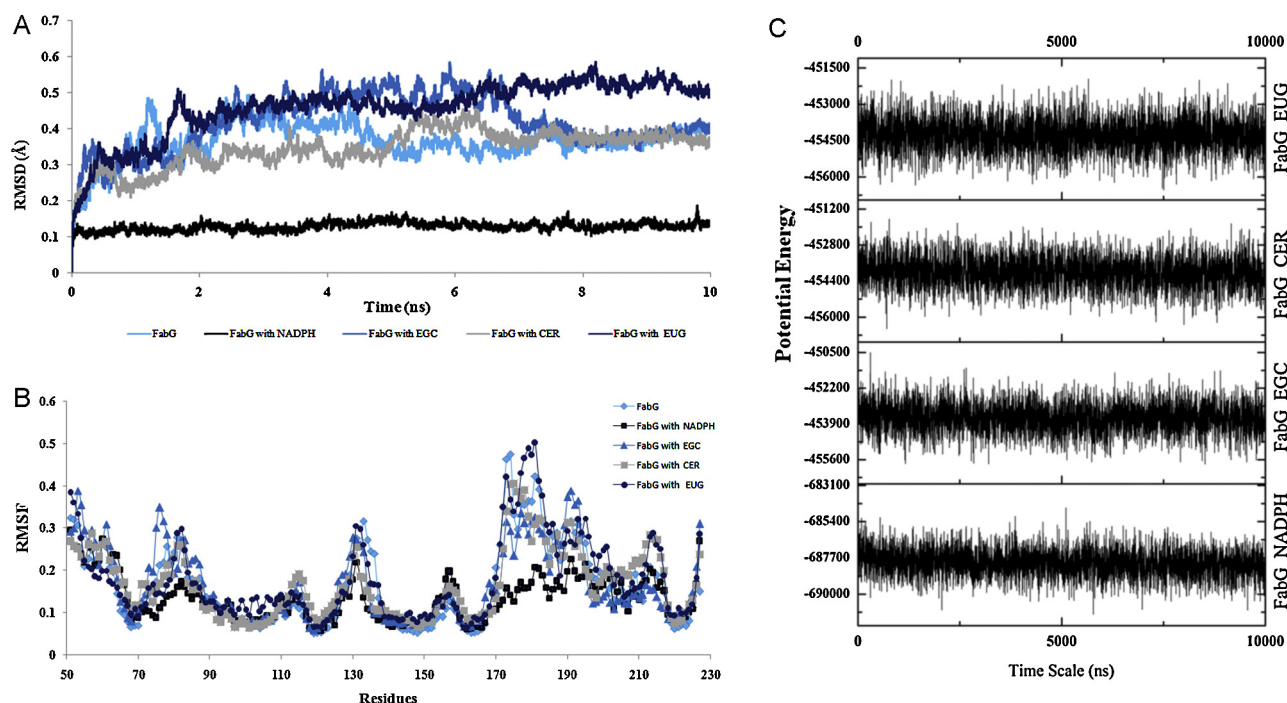 A
0.7
0.6
0.5
0.4
0.3
0.2
0.1
0
RMSD (Å)
0 2 4 6 8 10
Time (ns)
FabG FabG with NADPH FabG with EGC FabG with CER FabG with EUG
B
0.6
0.5
0.4
0.3
0.2
0.1
0
RMSF
FabG
FabG with NADPH
FabG with EGC
FabG with CER
FabG with EUG
50 70 90 110 130 150 170 190 210 230
Residues
C
0 5000 10000
-451500
-453000
-454500
-456000
FabG EUG
-451200
-452800
-454400
-456000
FabG CER
Potential Energy
-450500
-452200
-453900
-455600
FabG EGC
-683100
-685400
-687700
-690000
FabG NADPH
0 5000 10000
Time Scale (ns)